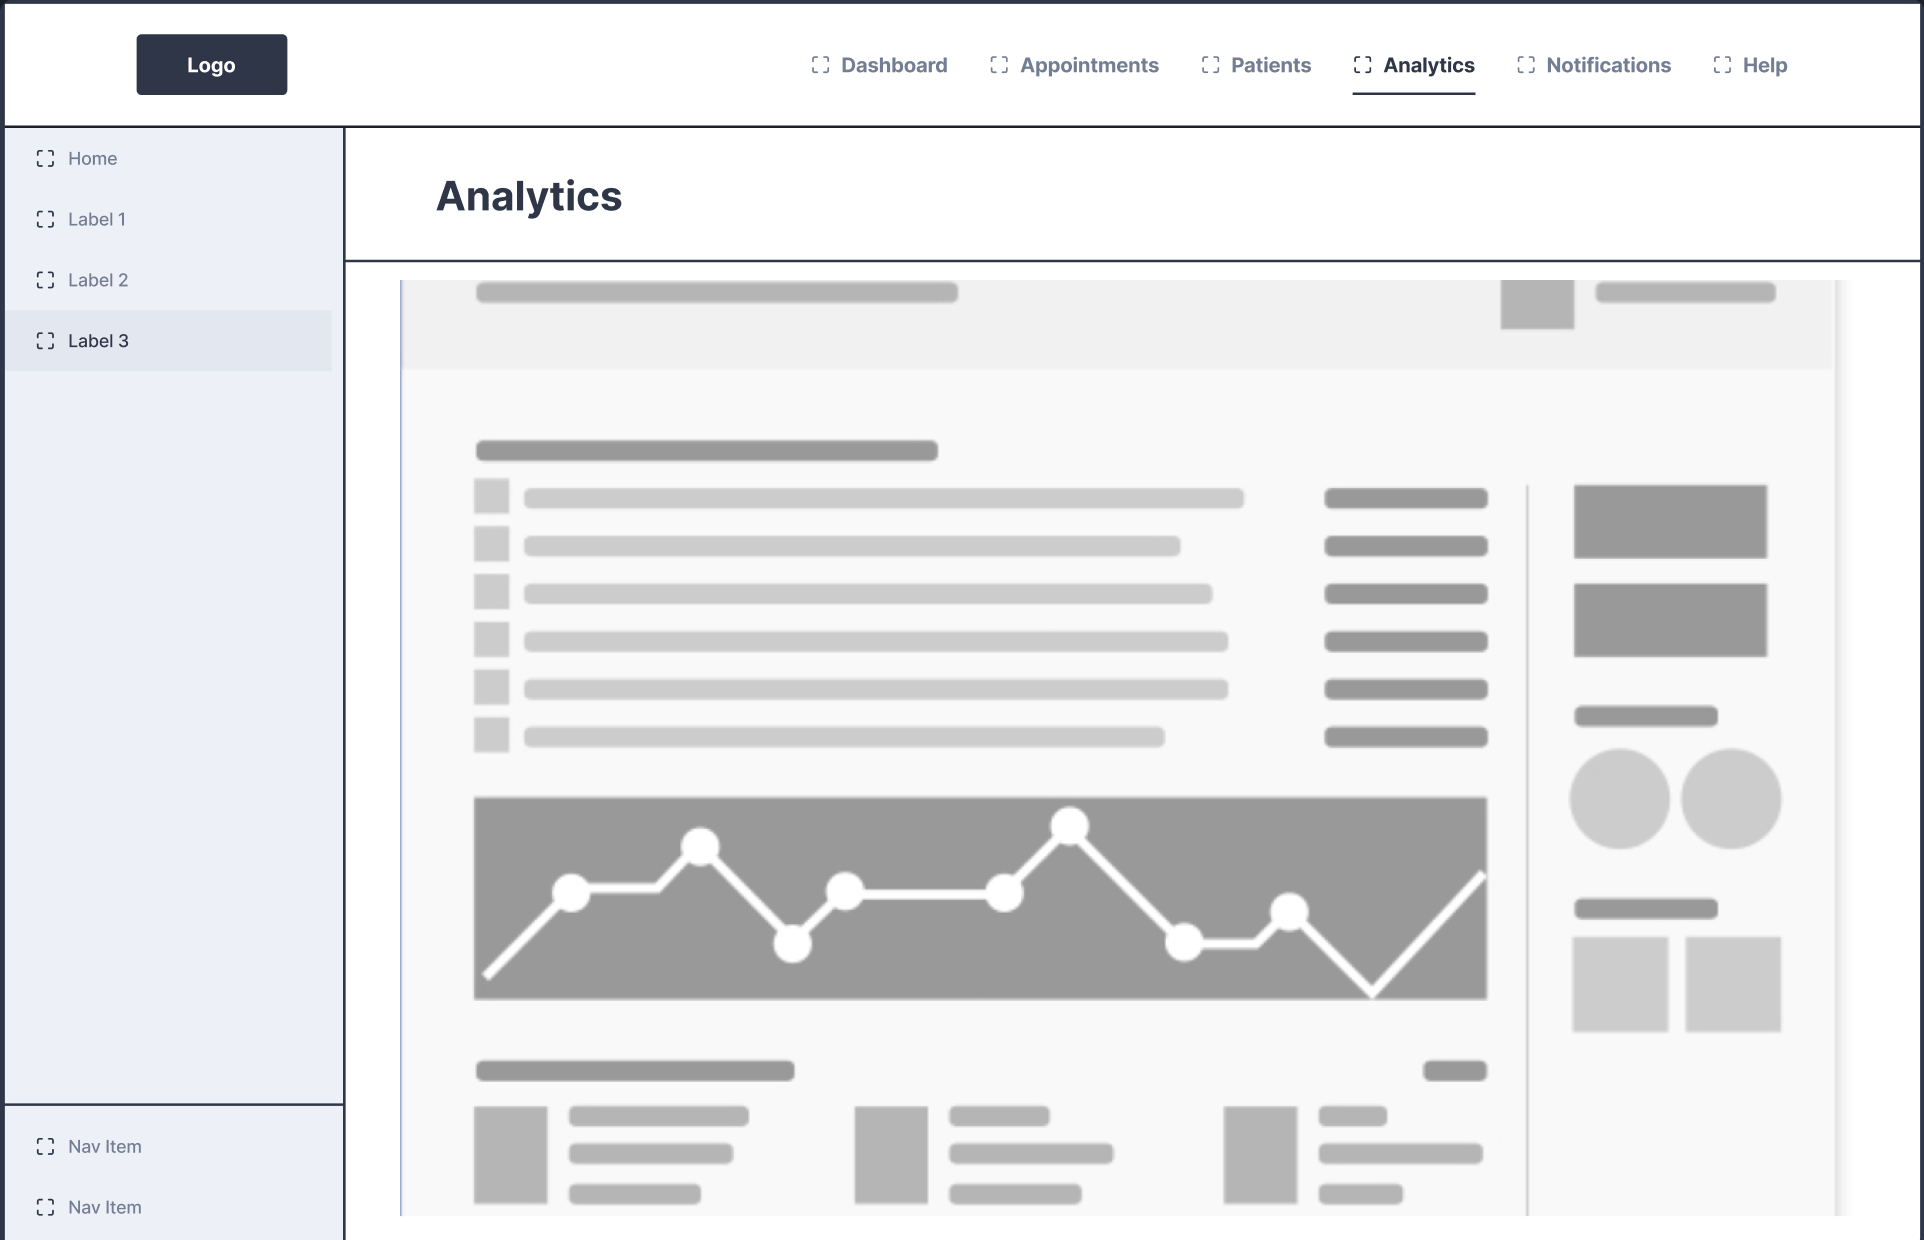 Logo
Dashboard
Appointments
Patients
Analytics
Notifications
Help
Home
Label 1
Label 2
Label 3
Nav Item
Nav Item
Analytics